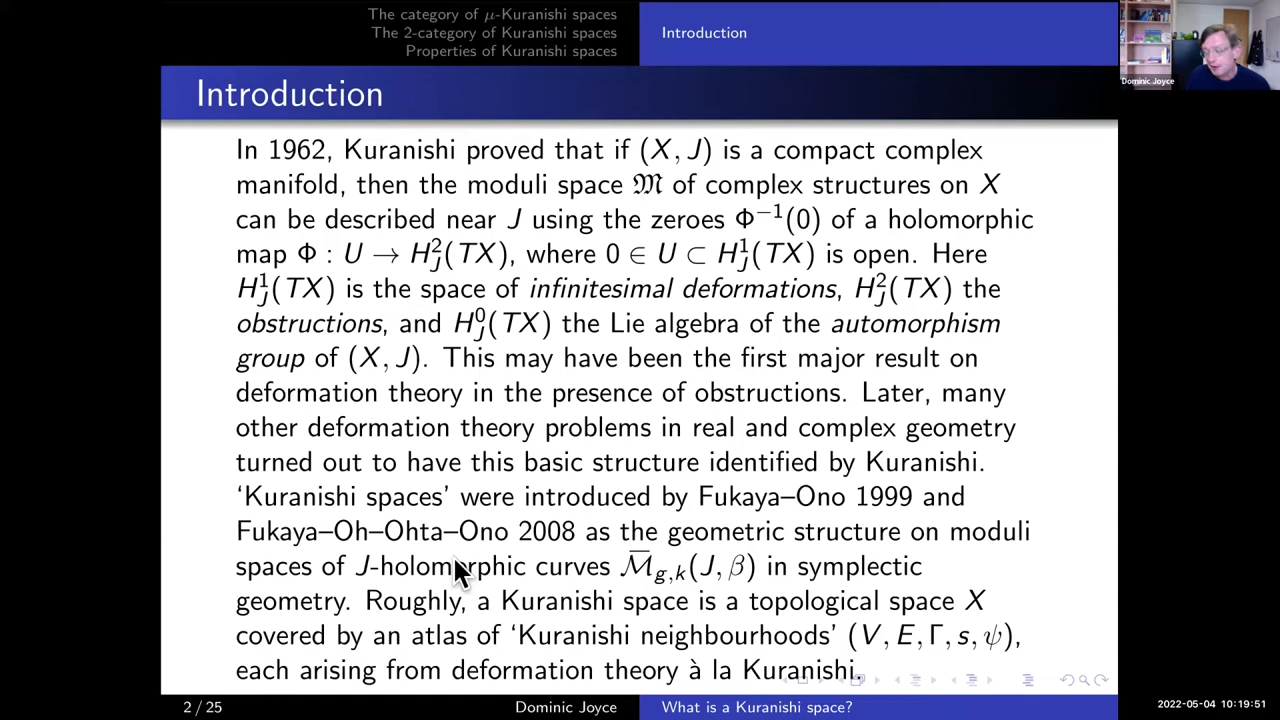 The category of μ-Kuranishi spaces
The 2-category of Kuranishi spaces
Properties of Kuranishi spaces
Introduction
Dominic Joyce
Introduction
In 1962, Kuranishi proved that if (X, J) is a compact complex
manifold, then the moduli space 𝔐 of complex structures on X
can be described near J using the zeroes Φ⁻¹(0) of a holomorphic
map Φ : U → H²_J(TX), where 0 ∈ U ⊂ H¹_J(TX) is open. Here
H¹_J(TX) is the space of infinitesimal deformations, H²_J(TX) the
obstructions, and H⁰_J(TX) the Lie algebra of the automorphism
group of (X, J). This may have been the first major result on
deformation theory in the presence of obstructions. Later, many
other deformation theory problems in real and complex geometry
turned out to have this basic structure identified by Kuranishi.
‘Kuranishi spaces’ were introduced by Fukaya–Ono 1999 and
Fukaya–Oh–Ohta–Ono 2008 as the geometric structure on moduli
spaces of J-holomorphic curves M̅_{g,k}(J, β) in symplectic
geometry. Roughly, a Kuranishi space is a topological space X
covered by an atlas of ‘Kuranishi neighbourhoods’ (V, E, Γ, s, ψ),
each arising from deformation theory à la Kuranishi.
2 / 25
Dominic Joyce
What is a Kuranishi space?
2022-05-04 10:19:51